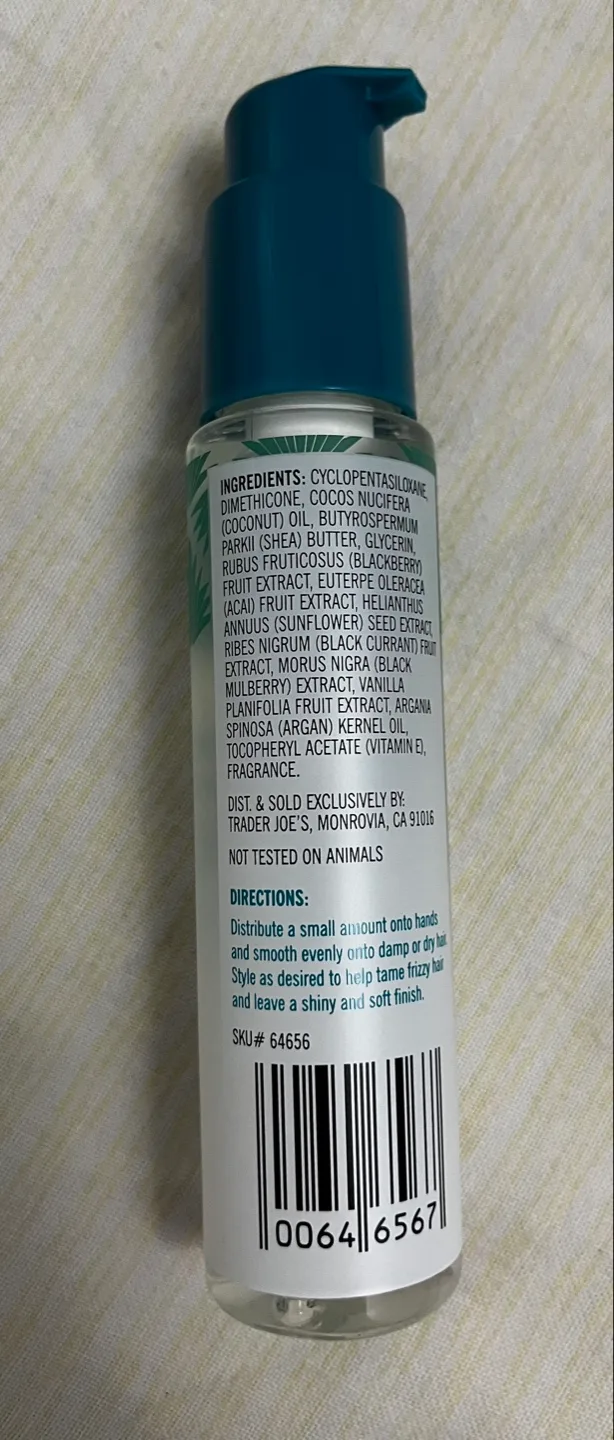 INGREDIENTS: CYCLOPENTASILOXANE,
DIMETHICONE, COCOS NUCIFERA
(COCONUT) OIL, BUTYROSPERMUM
PARKII (SHEA) BUTTER, GLYCERIN,
RUBUS FRUTICOSUS (BLACKBERRY)
FRUIT EXTRACT, EUTERPE OLERACEA
(ACAI) FRUIT EXTRACT, HELIANTHUS
ANNUUS (SUNFLOWER) SEED EXTRACT,
RIBES NIGRUM (BLACK CURRANT) FRUIT
EXTRACT, MORUS NIGRA (BLACK
MULBERRY) EXTRACT, VANILLA
PLANIFOLIA FRUIT EXTRACT, ARGANIA
SPINOSA (ARGAN) KERNEL OIL,
TOCOPHERYL ACETATE (VITAMIN E),
FRAGRANCE.
DIST. & SOLD EXCLUSIVELY BY:
TRADER JOE'S, MONROVIA, CA 91016
NOT TESTED ON ANIMALS
DIRECTIONS:
Distribute a small amount onto hands
and smooth evenly onto damp or dry hair.
Style as desired to help tame frizzy hair
and leave a shiny and soft finish.
SKU# 64656
0064 6567